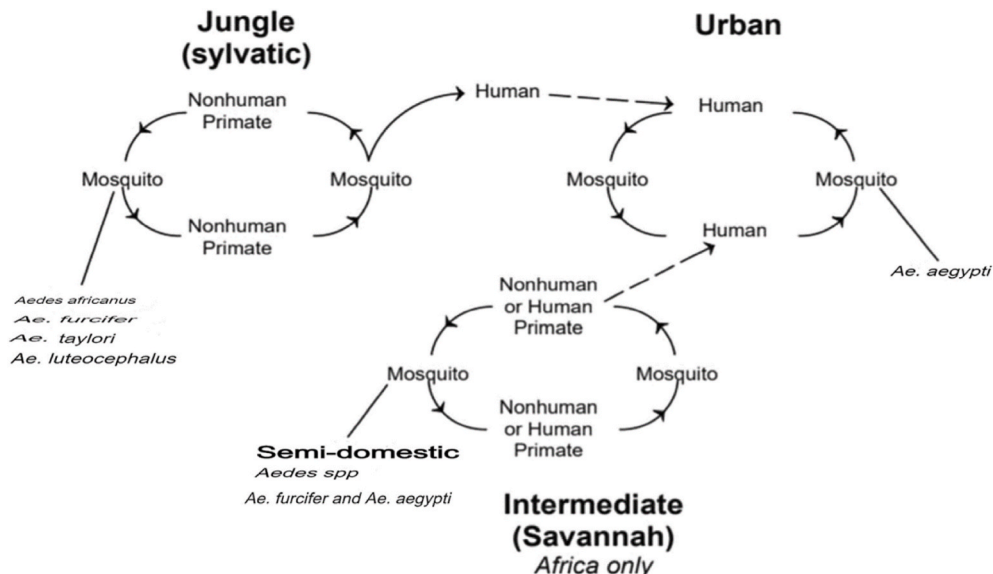 Jungle
(sylvatic)
Urban
Human
Nonhuman
Primate
Human
Mosquito
Mosquito
Mosquito
Mosquito
Nonhuman
Primate
Human
Ae. aegypti
Aedes africanus
Ae. furcifer
Ae. taylori
Ae. luteocephalus
Nonhuman
or Human
Primate
Mosquito
Mosquito
Nonhuman
or Human
Primate
Semi-domestic
Aedes spp
Ae. furcifer and Ae. aegypti
Intermediate
(Savannah)
Africa only